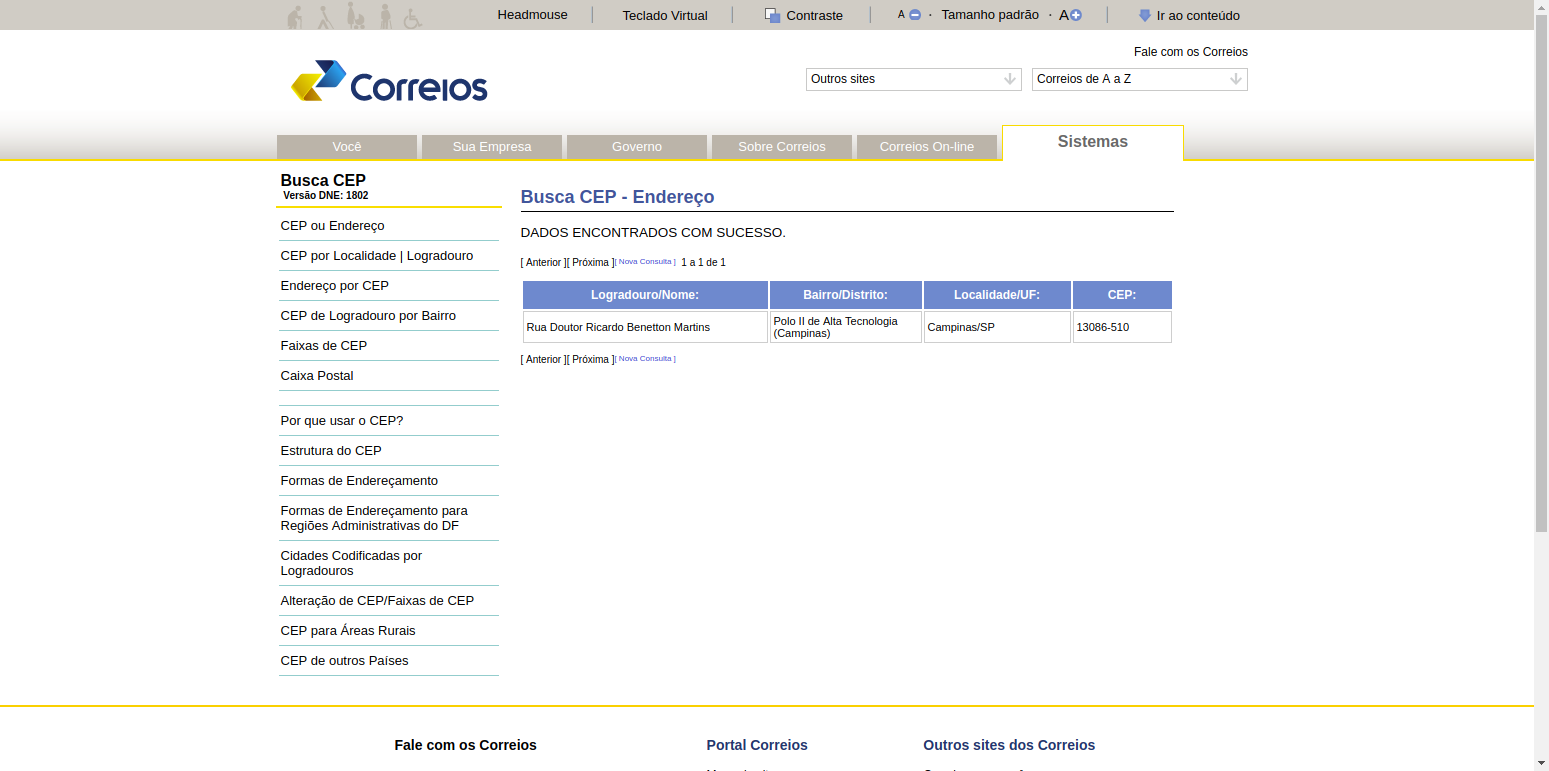 Headmouse
Teclado Virtual
Contraste
A · Tamanho padrão · A
Ir ao conteúdo
Fale com os Correios
Correios
Outros sites
Correios de A a Z
Você
Sua Empresa
Governo
Sobre Correios
Correios On-line
Sistemas
Busca CEP
Versão DNE: 1802
CEP ou Endereço
CEP por Localidade | Logradouro
Endereço por CEP
CEP de Logradouro por Bairro
Faixas de CEP
Caixa Postal
Por que usar o CEP?
Estrutura do CEP
Formas de Endereçamento
Formas de Endereçamento para
Regiões Administrativas do DF
Cidades Codificadas por
Logradouros
Alteração de CEP/Faixas de CEP
CEP para Áreas Rurais
CEP de outros Países
Busca CEP - Endereço
DADOS ENCONTRADOS COM SUCESSO.
[ Anterior ][ Próxima ][ Nova Consulta ] 1 a 1 de 1
Logradouro/Nome: Bairro/Distrito: Localidade/UF: CEP:
Rua Doutor Ricardo Benetton Martins
Polo II de Alta Tecnologia
(Campinas)
Campinas/SP
13086-510
[ Anterior ][ Próxima ][ Nova Consulta ]
Fale com os Correios
Portal Correios
Outros sites dos Correios